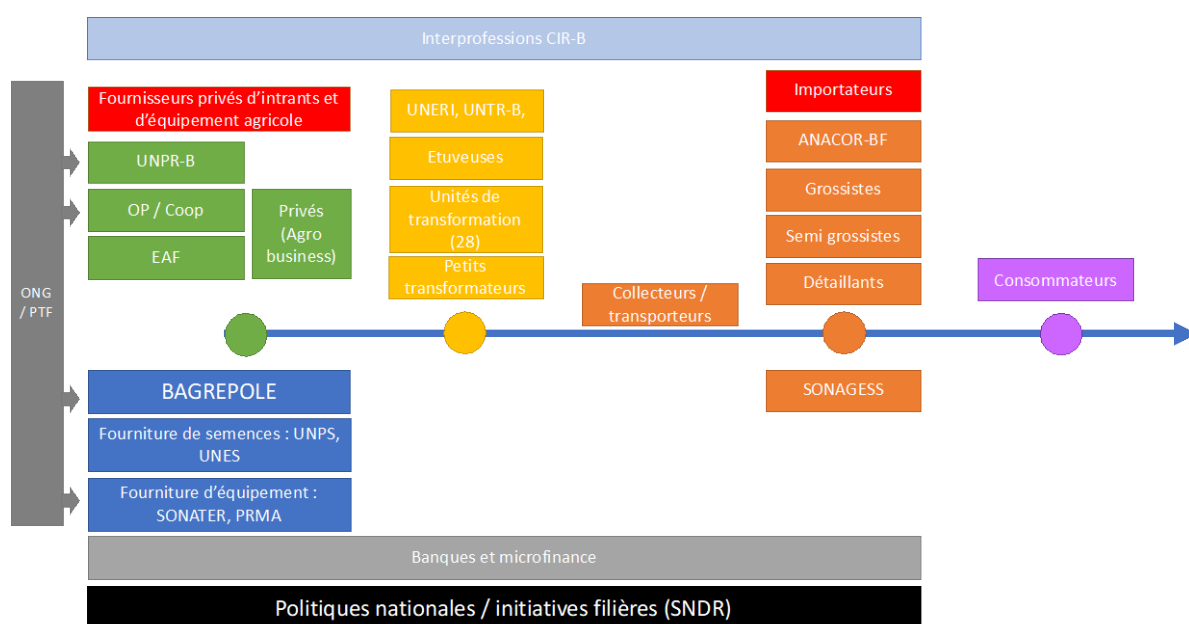 Interprofessions CIR-B
ONG
/ PTF
Fournisseurs privés d'intrants et
d'équipement agricole
UNPR-B
OP / Coop
EAF
Privés
(Agro
business)
UNERI, UNTR-B,
Etuveuses
Unités de
transformation
(28)
Petits
transformateurs
Collecteurs /
transporteurs
Importateurs
ANACOR-BF
Grossistes
Semi grossistes
Détaillants
Consommateurs
BAGREPOLE
Fourniture de semences : UNPS,
UNES
Fourniture d'équipement :
SONATER, PRMA
SONAGESS
Banques et microfinance
Politiques nationales / initiatives filières (SNDR)